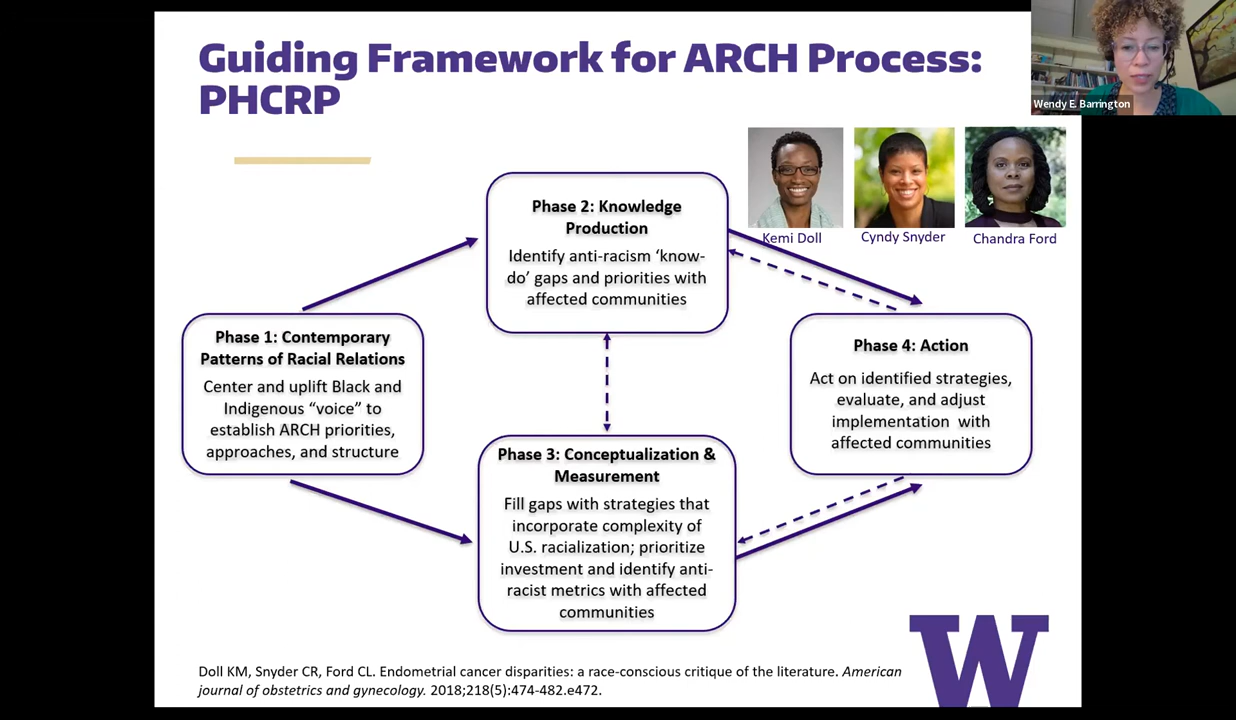 Guiding Framework for ARCH Process:
PHCRP
Wendy E. Barrington
Kemi Doll
Cyndy Snyder
Chandra Ford
Phase 2: Knowledge
Production
Identify anti-racism ‘know-
do’ gaps and priorities with
affected communities
Phase 1: Contemporary
Patterns of Racial Relations
Center and uplift Black and
Indigenous “voice” to
establish ARCH priorities,
approaches, and structure
Phase 4: Action
Act on identified strategies,
evaluate, and adjust
implementation with
affected communities
Phase 3: Conceptualization &
Measurement
Fill gaps with strategies that
incorporate complexity of
U.S. racialization; prioritize
investment and identify anti-
racist metrics with affected
communities
Doll KM, Snyder CR, Ford CL. Endometrial cancer disparities: a race-conscious critique of the literature. American
journal of obstetrics and gynecology. 2018;218(5):474-482.e472.
W